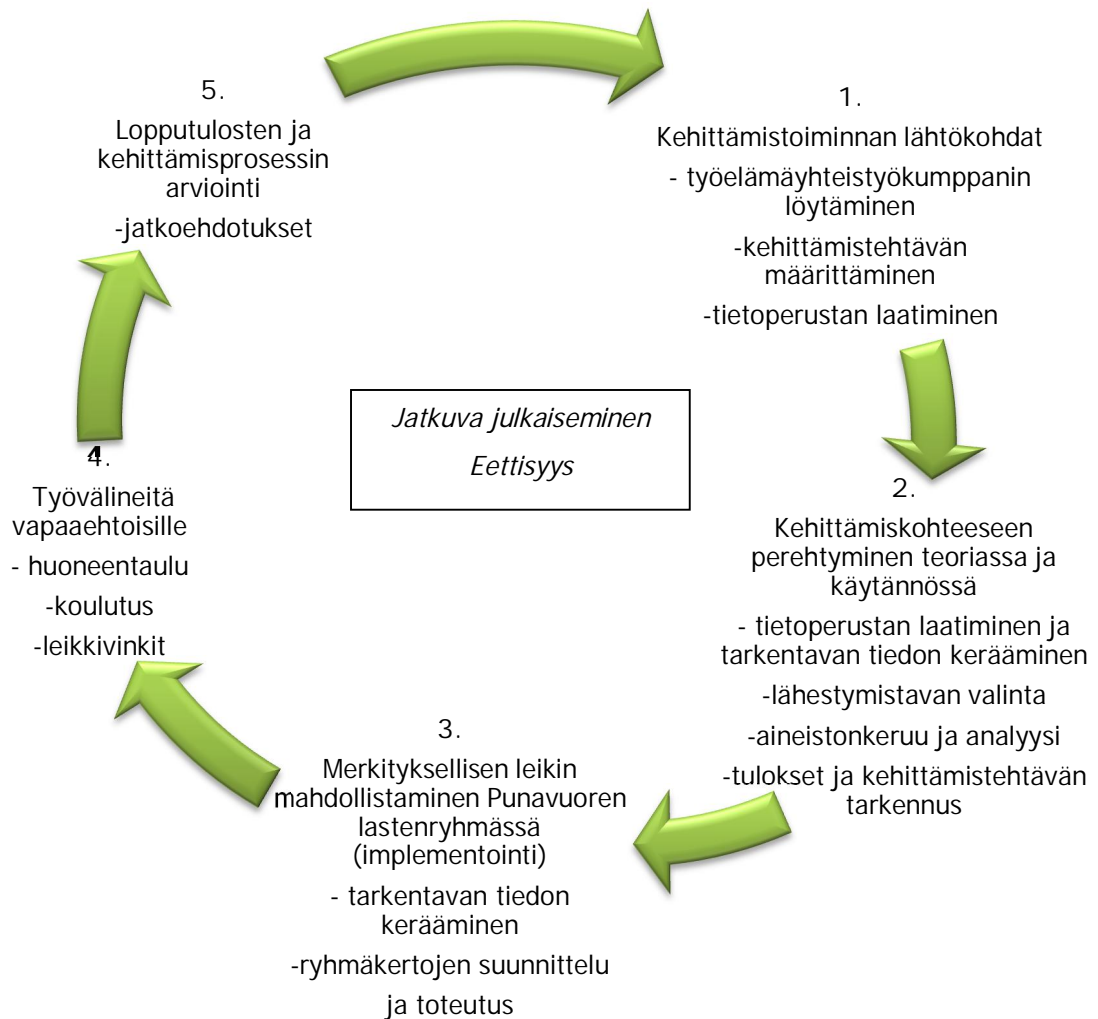 1.
Kehittämistoiminnan lähtökohdat
- työelämäyhteistyökumppanin
löytäminen
-kehittämistehtävän
määrittäminen
-tietoperustan laatiminen
2.
Kehittämiskohteeseen
perehtyminen teoriassa ja
käytännössä
- tietoperustan laatiminen ja
tarkentavan tiedon kerääminen
-lähestymistavan valinta
-aineistonkeruu ja analyysi
-tulokset ja kehittämistehtävän
tarkennus
3.
Merkityksellisen leikin
mahdollistaminen Punavuoren
lastenryhmässä
(implementointi)
- tarkentavan tiedon
kerääminen
-ryhmäkertojen suunnittelu
ja toteutus
4.
Työvälineitä
vapaaehtoisille
- huoneentaulu
-koulutus
-leikkivinkit
5.
Lopputulosten ja
kehittämisprosessin
arviointi
-jatkoehdotukset
Jatkuva julkaiseminen
Eettisyys